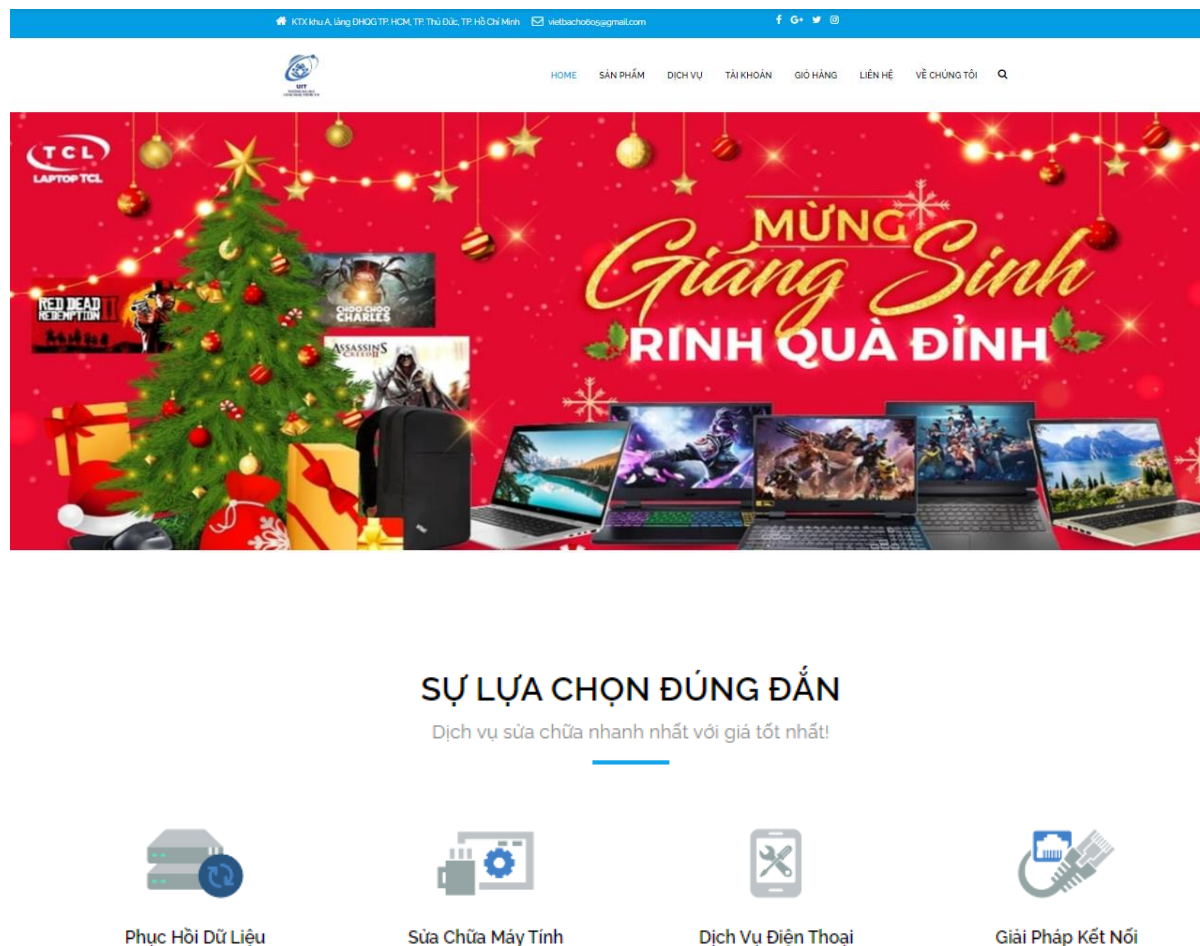 KTX khu A, làng ĐHQG TP. HCM, TP. Thủ Đức, TP. Hồ Chí Minh vietbach0605@gmail.com
UIT
HOME SẢN PHẨM DỊCH VỤ TÀI KHOẢN GIỎ HÀNG LIÊN HỆ VỀ CHÚNG TÔI
TCL
LAPTOP TCL
MỪNG
Giáng Sinh
RINH QUÀ ĐỈNH
RED DEAD
REDEMPTION II
CHOO-CHOO
CHARLES
ASSASSIN'S
CREED II
SỰ LỰA CHỌN ĐÚNG ĐẮN
Dịch vụ sửa chữa nhanh nhất với giá tốt nhất!
Phục Hồi Dữ Liệu Sửa Chữa Máy Tính Dịch Vụ Điện Thoại Giải Pháp Kết Nối